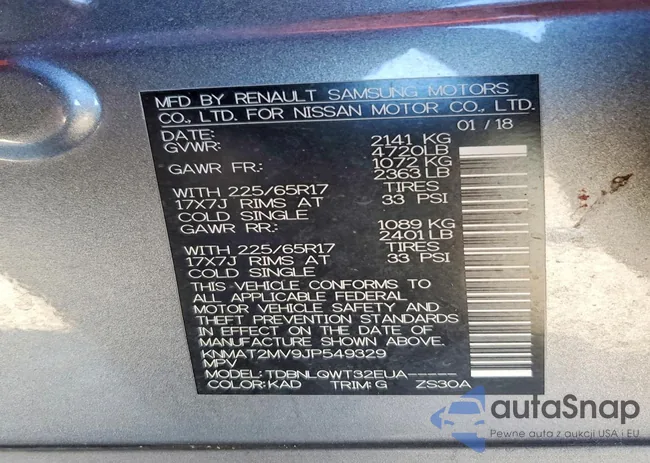 MFD BY RENAULT SAMSUNG MOTORS
CO., LTD. FOR NISSAN MOTOR CO., LTD.
DATE: 01 / 18
GVWR: 2141 KG
4720LB
GAWR FR: 1072 KG
2363 LB
WITH 225/65R17 TIRES
17X7J RIMS AT 33 PSI
COLD SINGLE
GAWR RR: 1089 KG
2401 LB
WITH 225/65R17 TIRES
17X7J RIMS AT 33 PSI
COLD SINGLE
THIS VEHICLE CONFORMS TO
ALL APPLICABLE FEDERAL
MOTOR VEHICLE SAFETY AND
THEFT PREVENTION STANDARDS
IN EFFECT ON THE DATE OF
MANUFACTURE SHOWN ABOVE.
KNMAT2MV9JP549329
MPV
MODEL: TDBNLQWT32EUA-----
COLOR: KAD TRIM: G ZS30A
autaSnap
Pewne auta z aukcji USA i EU